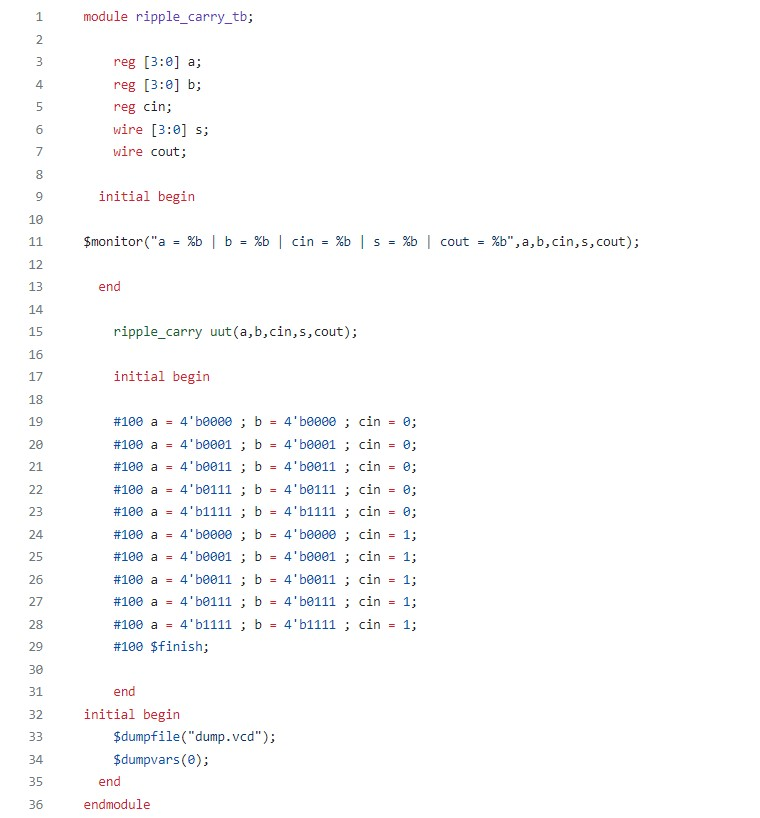 1 module ripple_carry_tb;
2
3 reg [3:0] a;
4 reg [3:0] b;
5 reg cin;
6 wire [3:0] s;
7 wire cout;
8
9 initial begin
10
11 $monitor("a = %b | b = %b | cin = %b | s = %b | cout = %b",a,b,cin,s,cout);
12
13 end
14
15 ripple_carry uut(a,b,cin,s,cout);
16
17 initial begin
18
19 #100 a = 4'b0000 ; b = 4'b0000 ; cin = 0;
20 #100 a = 4'b0001 ; b = 4'b0001 ; cin = 0;
21 #100 a = 4'b0011 ; b = 4'b0011 ; cin = 0;
22 #100 a = 4'b0111 ; b = 4'b0111 ; cin = 0;
23 #100 a = 4'b1111 ; b = 4'b1111 ; cin = 0;
24 #100 a = 4'b0000 ; b = 4'b0000 ; cin = 1;
25 #100 a = 4'b0001 ; b = 4'b0001 ; cin = 1;
26 #100 a = 4'b0011 ; b = 4'b0011 ; cin = 1;
27 #100 a = 4'b0111 ; b = 4'b0111 ; cin = 1;
28 #100 a = 4'b1111 ; b = 4'b1111 ; cin = 1;
29 #100 $finish;
30
31 end
32 initial begin
33 $dumpfile("dump.vcd");
34 $dumpvars(0);
35 end
36 endmodule